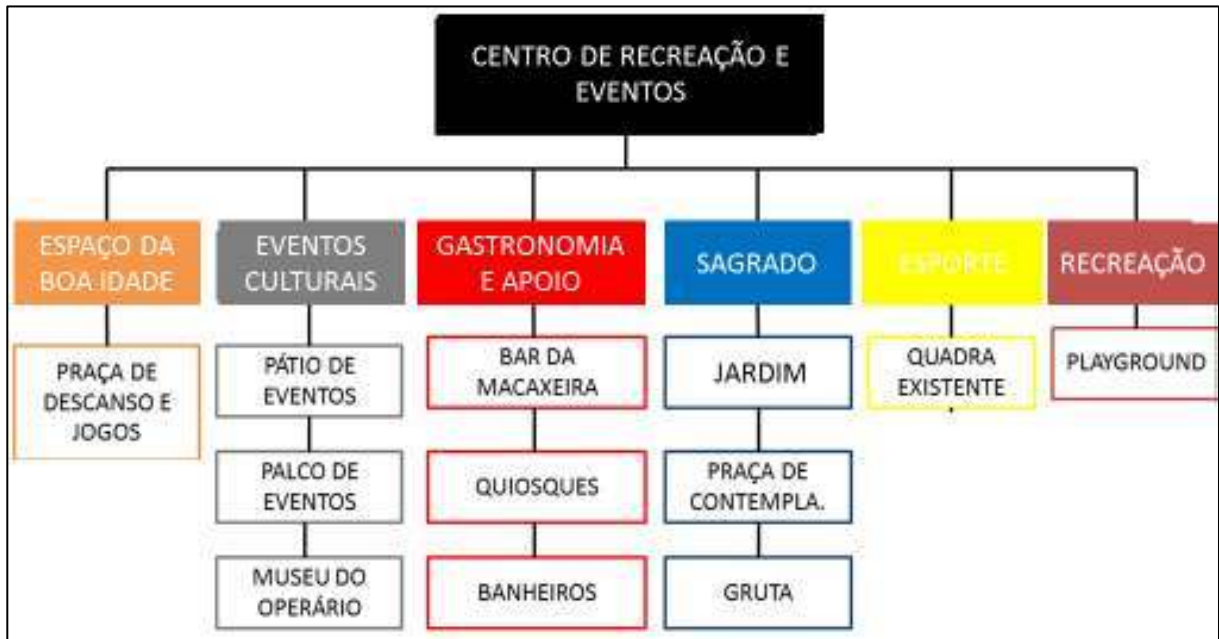 CENTRO DE RECREAÇÃO E
EVENTOS
ESPAÇO DA
BOA IDADE
EVENTOS
CULTURAIS
GASTRONOMIA
E APOIO
SAGRADO
ESPORTE
RECREAÇÃO
PRAÇA DE
DESCANSO E
JOGOS
PÁTIO DE
EVENTOS
BAR DA
MACAXEIRA
JARDIM
QUADRA
EXISTENTE
PLAYGROUND
PALCO DE
EVENTOS
QUIOSQUES
PRAÇA DE
CONTEMPLA.
MUSEU DO
OPERÁRIO
BANHEIROS
GRUTA